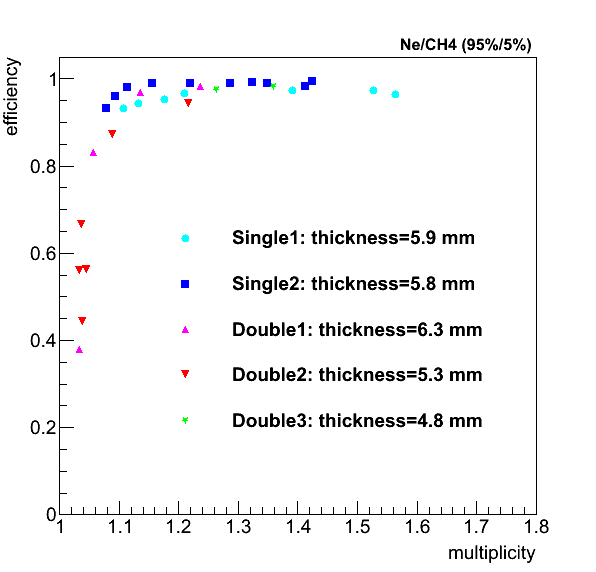 Ne/CH4 (95%/5%)
efficiency
1
0.8
0.6
0.4
0.2
0
Single1: thickness=5.9 mm
Single2: thickness=5.8 mm
Double1: thickness=6.3 mm
Double2: thickness=5.3 mm
Double3: thickness=4.8 mm
1 1.1 1.2 1.3 1.4 1.5 1.6 1.7 1.8
multiplicity